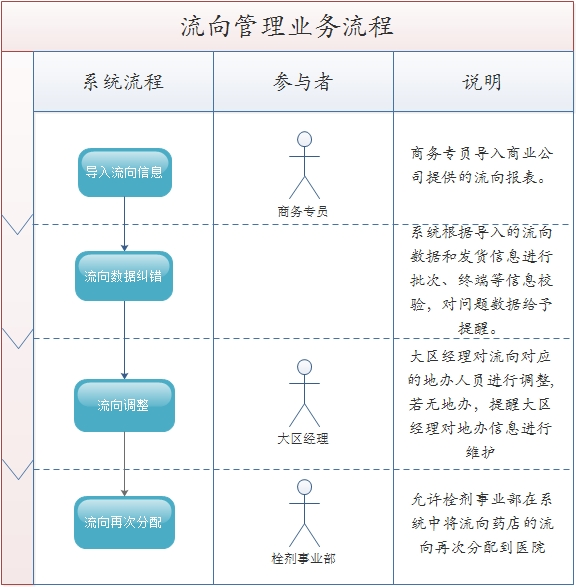 流向管理业务流程
系统流程
参与者
说明
导入流向信息
商务专员
商务专员导入商业公
司提供的流向报表。
流向数据纠错
系统根据导入的流向
数据和发货信息进行
批次、终端等信息校
验，对问题数据给予
提醒。
流向调整
大区经理
大区经理对流向对应
的地办人员进行调整,
若无地办，提醒大区
经理对地办信息进行
维护
流向再次分配
栓剂事业部
允许栓剂事业部在系
统中将流向药店的流
向再次分配到医院